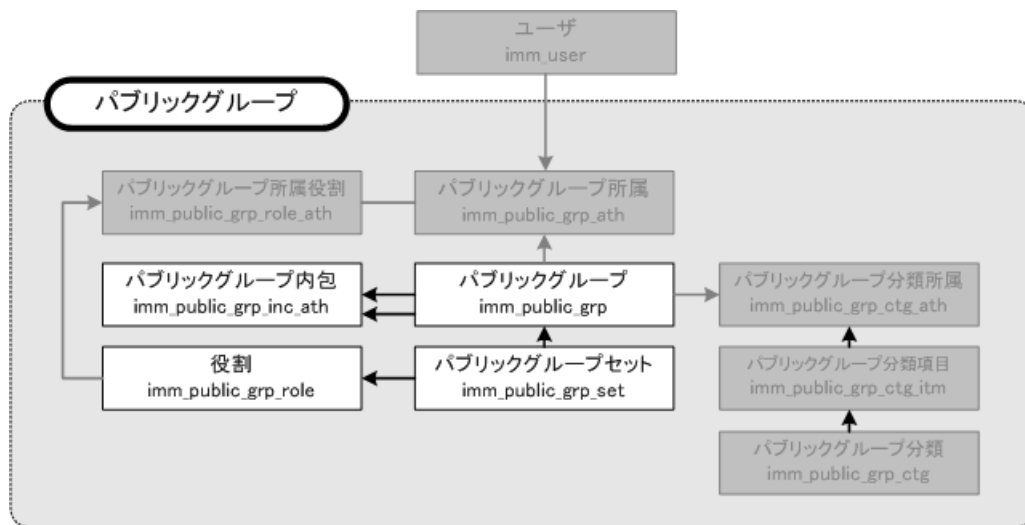 ユーザ
imm_user
パブリックグループ
パブリックグループ所属役割
imm_public_grp_role_ath
パブリックグループ所属
imm_public_grp_ath
パブリックグループ内包
imm_public_grp_inc_ath
パブリックグループ
imm_public_grp
パブリックグループ分類所属
imm_public_grp_ctg_ath
役割
imm_public_grp_role
パブリックグループセット
imm_public_grp_set
パブリックグループ分類項目
imm_public_grp_ctg_itm
パブリックグループ分類
imm_public_grp_ctg